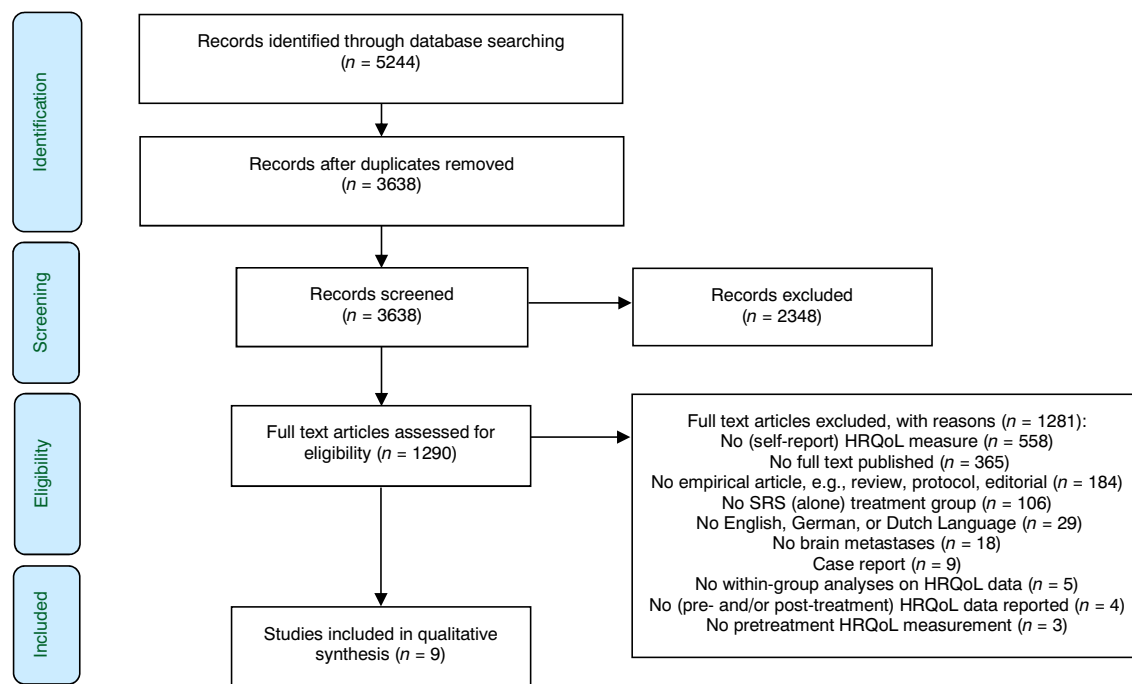 Identification
Records identified through database searching
(n = 5244)
Records after duplicates removed
(n = 3638)
Screening
Records screened
(n = 3638)
Records excluded
(n = 2348)
Eligibility
Full text articles assessed for
eligibility (n = 1290)
Full text articles excluded, with reasons (n = 1281):
No (self-report) HRQoL measure (n = 558)
No full text published (n = 365)
No empirical article, e.g., review, protocol, editorial (n = 184)
No SRS (alone) treatment group (n = 106)
No English, German, or Dutch Language (n = 29)
No brain metastases (n = 18)
Case report (n = 9)
No within-group analyses on HRQoL data (n = 5)
No (pre- and/or post-treatment) HRQoL data reported (n = 4)
No pretreatment HRQoL measurement (n = 3)
Included
Studies included in qualitative
synthesis (n = 9)